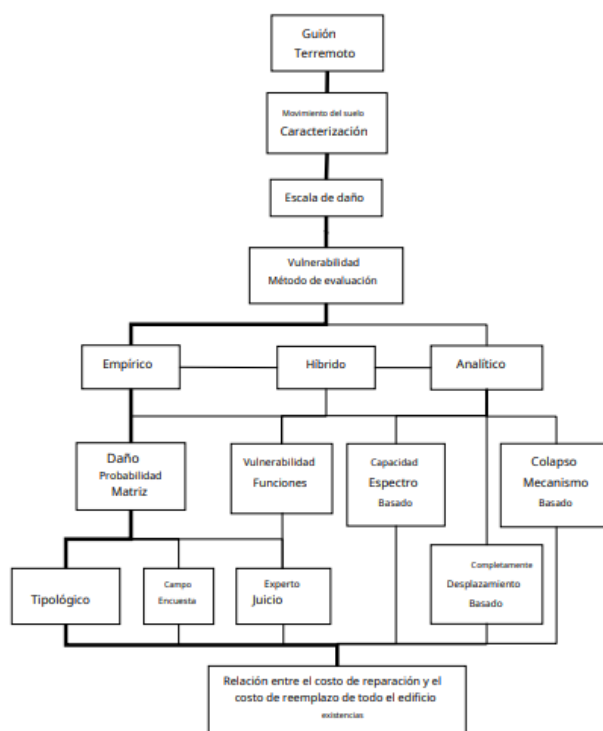 Guión
Terremoto
Movimiento del suelo
Caracterización
Escala de daño
Vulnerabilidad
Método de evaluación
Empírico
Híbrido
Analítico
Daño
Probabilidad
Matriz
Vulnerabilidad
Funciones
Capacidad
Espectro
Basado
Colapso
Mecanismo
Basado
Tipológico
Campo
Encuesta
Experto
Juicio
Completamente
Desplazamiento
Basado
Relación entre el costo de reparación y el
costo de reemplazo de todo el edificio
existencias